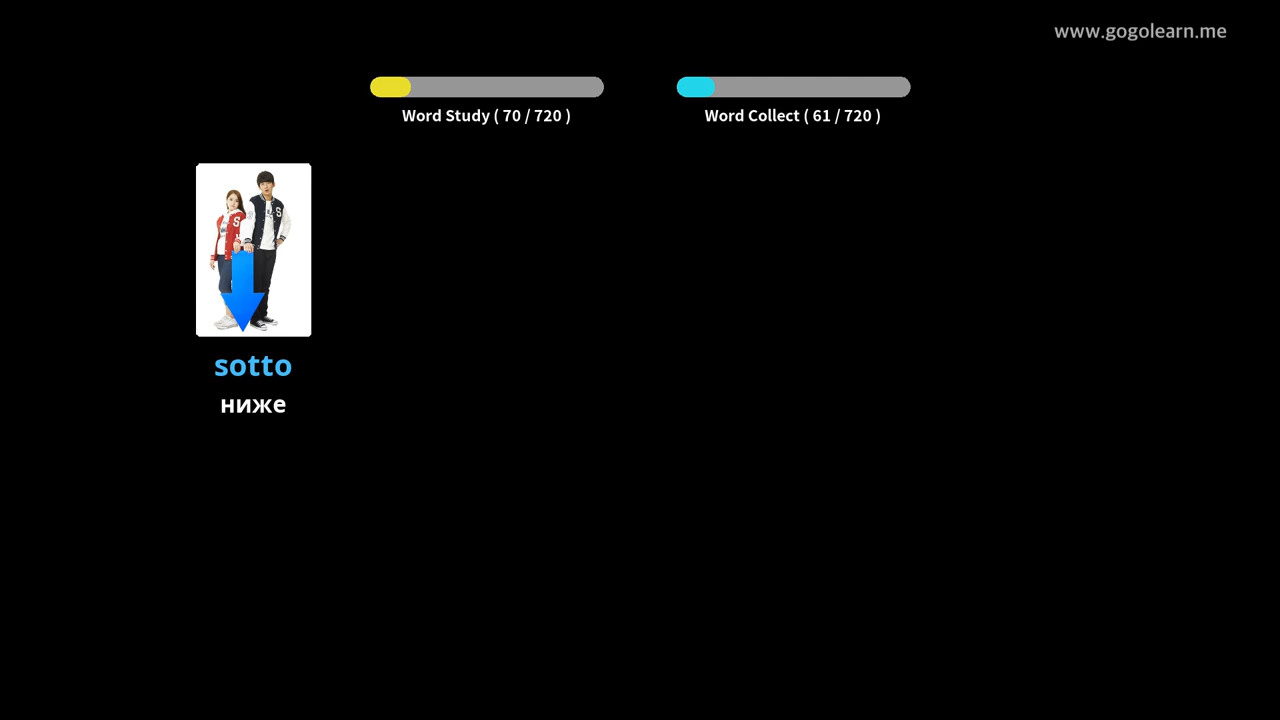 www.gogolearn.me
Word Study ( 70 / 720 )
Word Collect ( 61 / 720 )
S
S
sotto
ниже